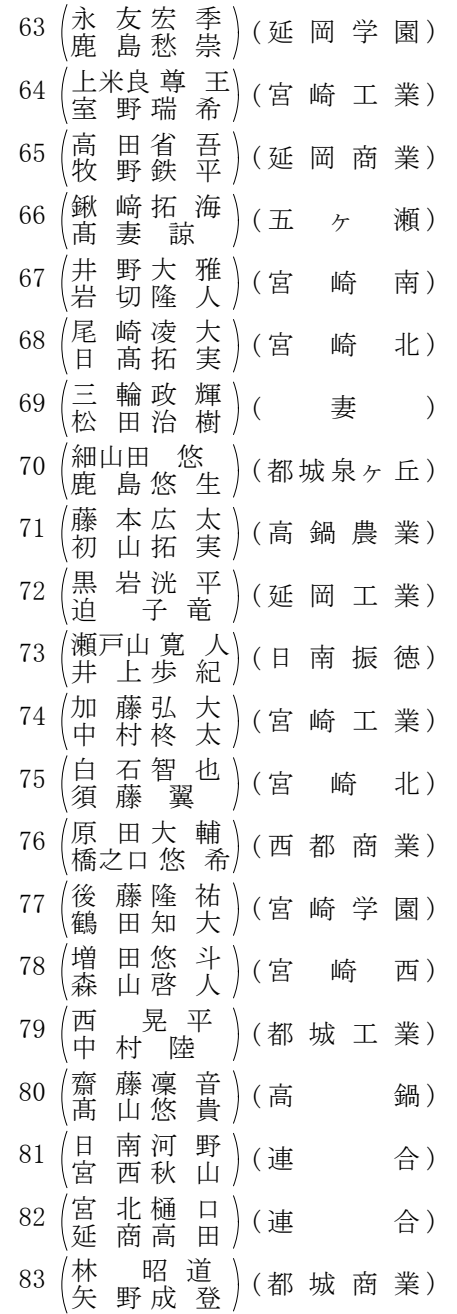 63 永友宏季 (延岡学園)
鹿島愁崇
64 上米良尊王 (宮崎工業)
室野瑞希
65 高田省吾 (延岡商業)
牧野鉄平
66 鍬﨑拓海 (五ヶ瀬)
髙妻諒
67 井野大雅 (宮崎南)
岩切隆人
68 尾崎凌大 (宮崎北)
日髙拓実
69 三輪政輝 (妻)
松田治樹
70 細山田悠 (都城泉ヶ丘)
鹿島悠生
71 藤本広太 (高鍋農業)
初山拓実
72 黒岩洸平 (延岡工業)
迫子竜
73 瀬戸山寛人 (日南振徳)
井上歩紀
74 加藤弘大 (宮崎工業)
中村柊太
75 白石智也 (宮崎北)
須藤翼
76 原田大輔 (西都商業)
橋之口悠希
77 後藤隆祐 (宮崎学園)
鶴田知大
78 増田悠斗 (宮崎西)
森山啓人
79 西晃平 (都城工業)
中村陸
80 齋藤凜音 (高鍋)
髙山悠貴
81 日南河野 (連合)
宮西秋山
82 宮北樋口 (連合)
延商高田
83 林昭道 (都城商業)
矢野成登